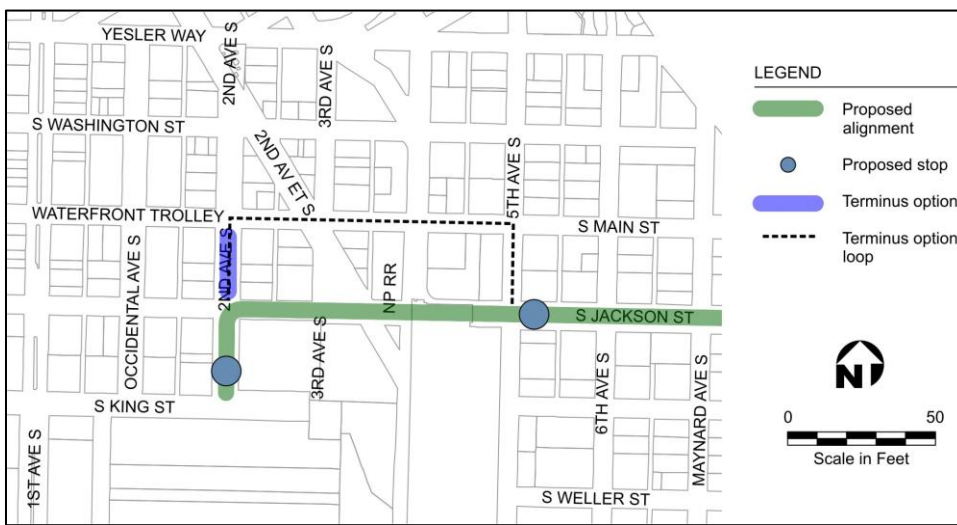 YESLER WAY
2ND AVE S
3RD AVE S
S WASHINGTON ST
2ND AV ET S
5TH AVE S
WATERFRONT TROLLEY
S MAIN ST
OCCIDENTAL AVE S
2ND AVE S
NP RR
S JACKSON ST
3RD AVE S
6TH AVE S
MAYNARD AVE S
S KING ST
1ST AVE S
S WELLER ST
LEGEND
Proposed
alignment
Proposed stop
Terminus option
Terminus option
loop
N
0
50
Scale in Feet